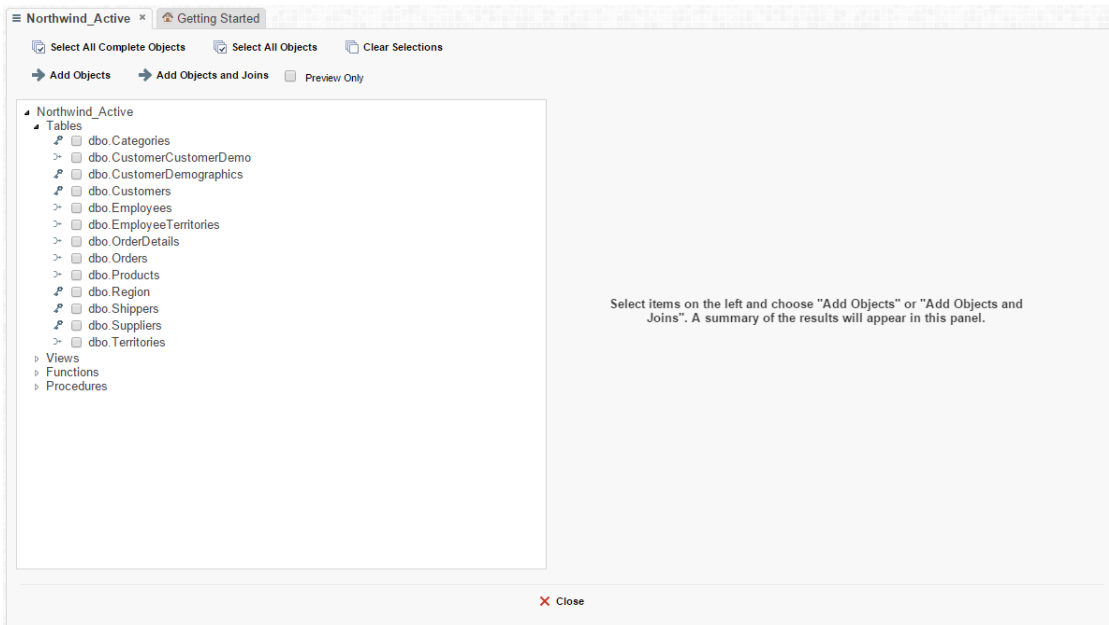 Northwind_Active × Getting Started
Select All Complete Objects Select All Objects Clear Selections
Add Objects Add Objects and Joins Preview Only
Northwind_Active
Tables
dbo.Categories
dbo.CustomerCustomerDemo
dbo.CustomerDemographics
dbo.Customers
dbo.Employees
dbo.EmployeeTerritories
dbo.OrderDetails
dbo.Orders
dbo.Products
dbo.Region
dbo.Shippers
dbo.Suppliers
dbo.Territories
Views
Functions
Procedures
Select items on the left and choose "Add Objects" or "Add Objects and
Joins". A summary of the results will appear in this panel.
Close